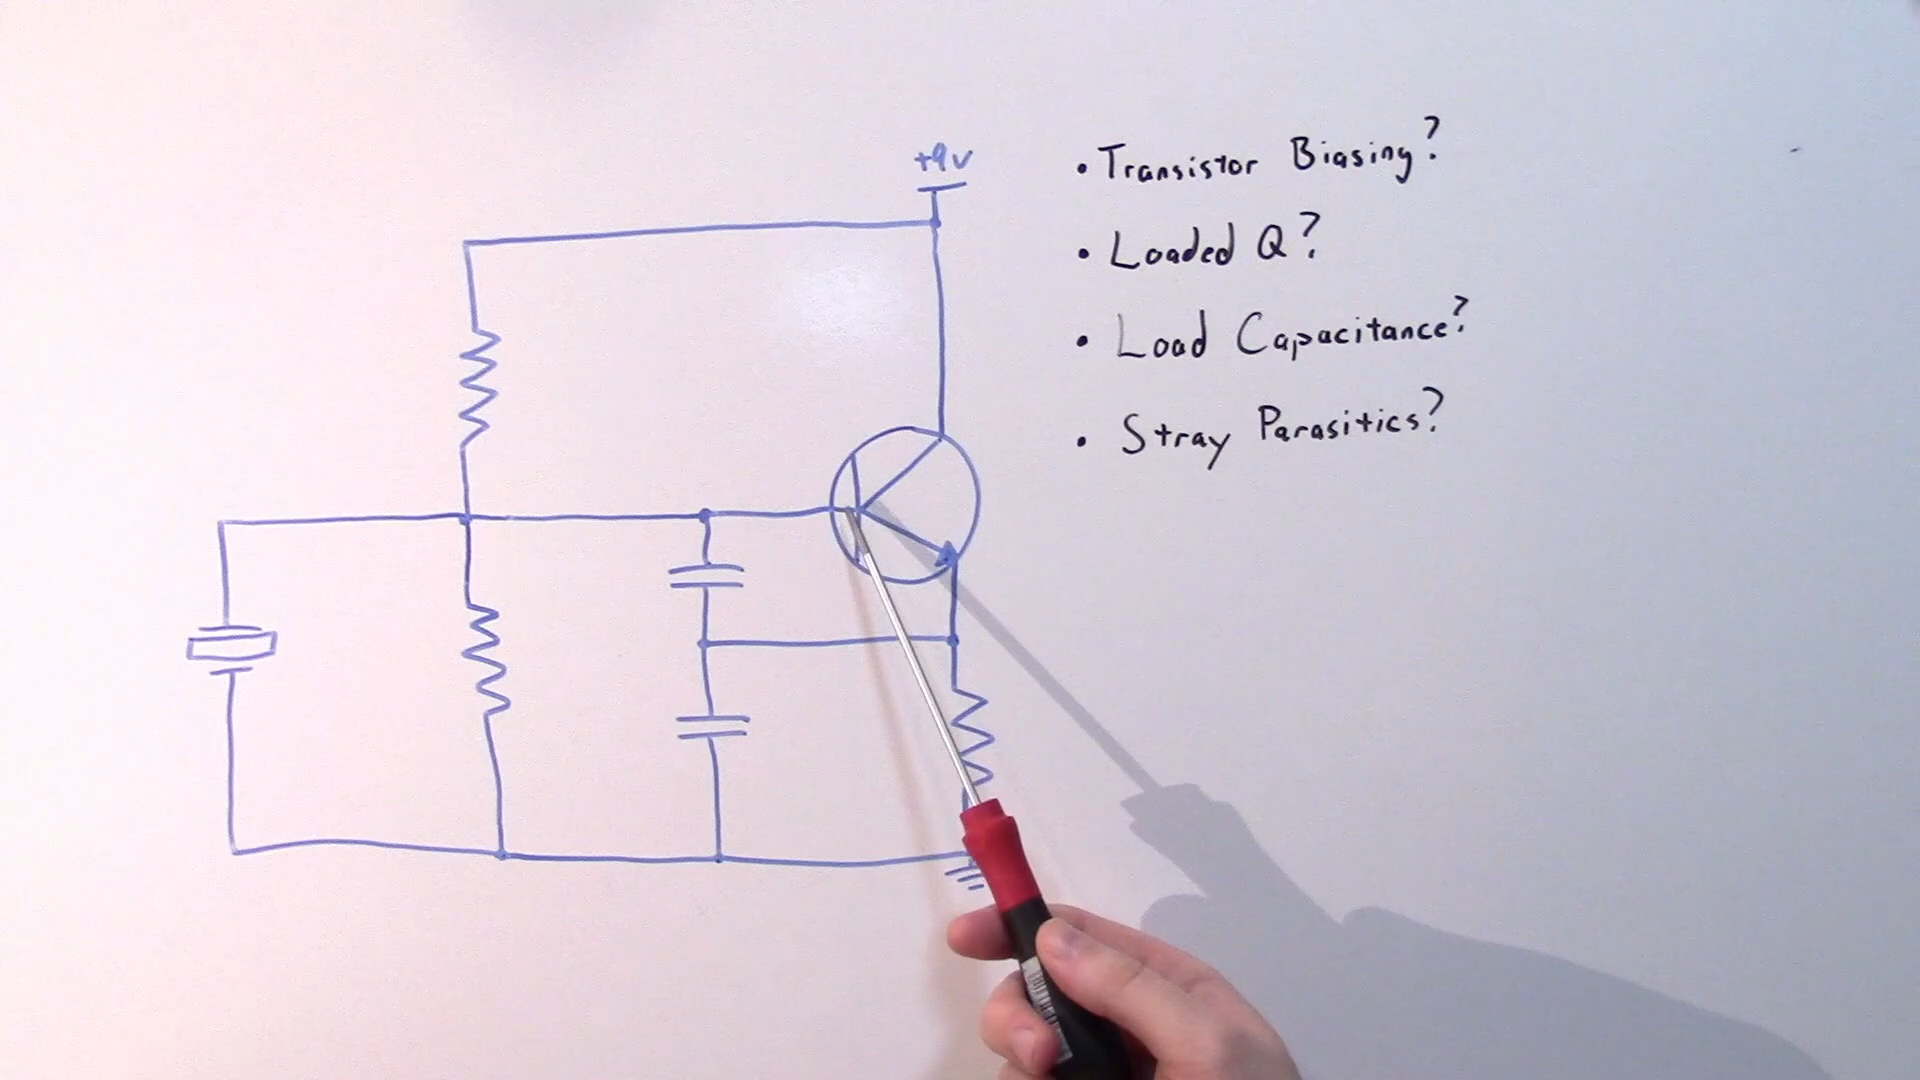 +9v
• Transistor Biasing?
• Loaded Q?
• Load Capacitance?
• Stray Parasitics?